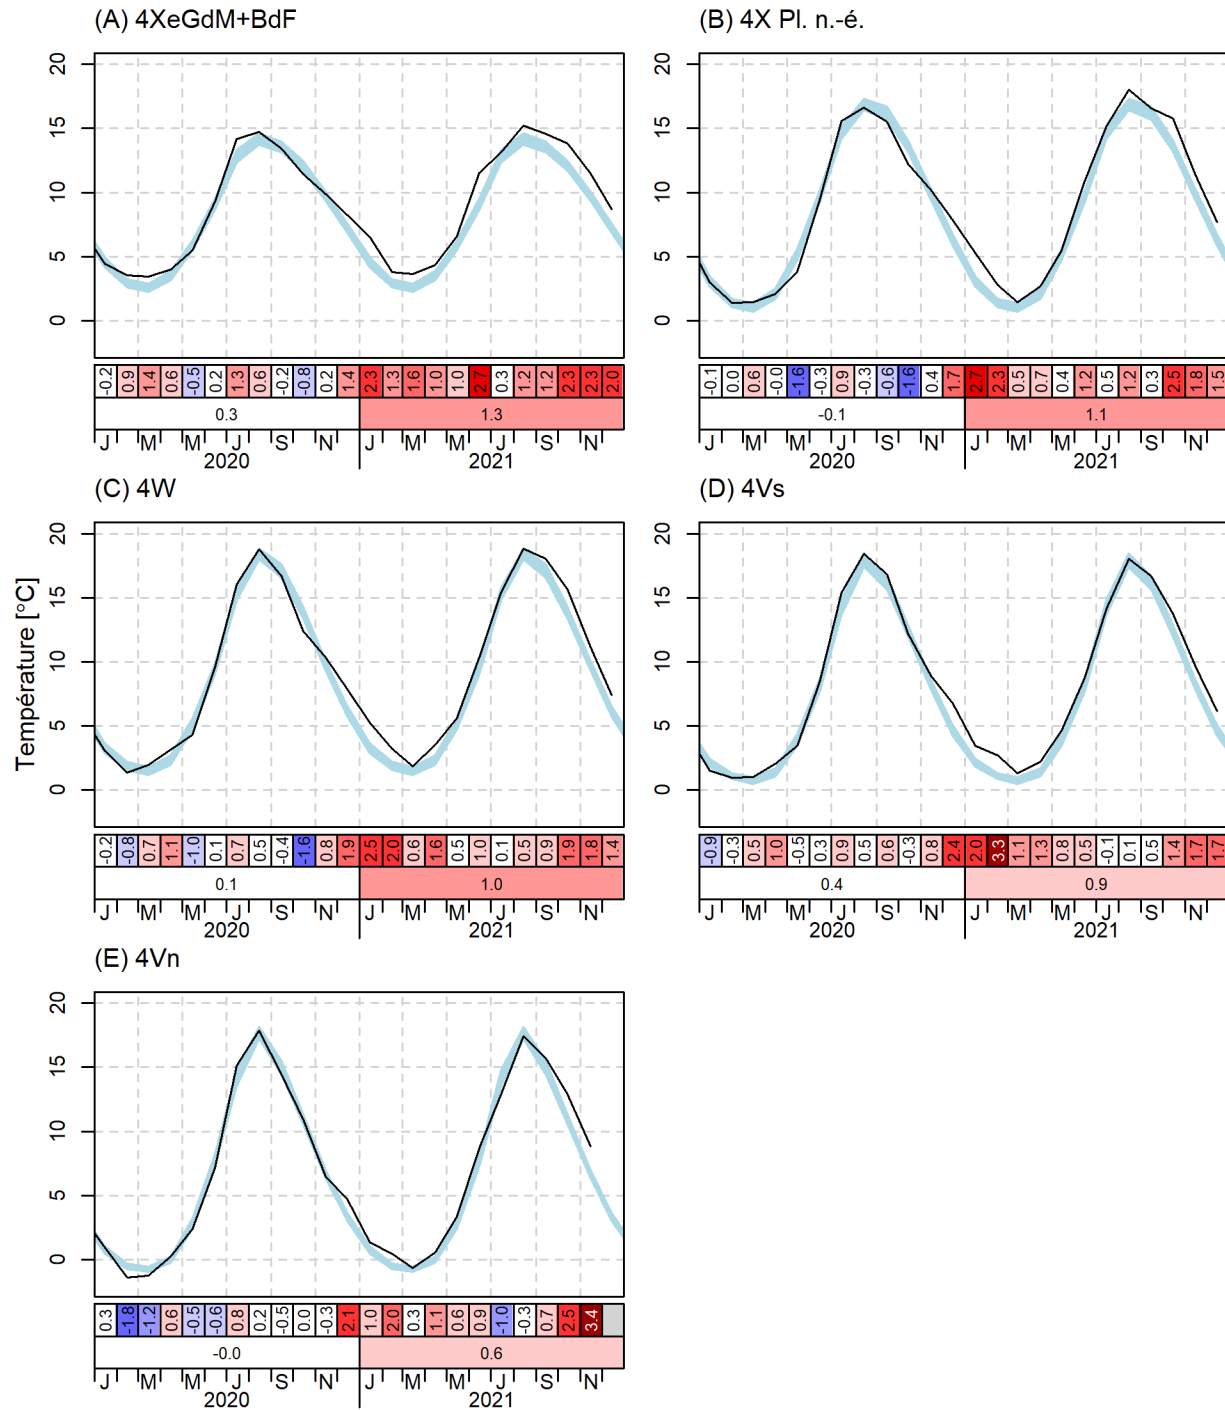 (A) 4XeGdM+BdF
20
15
10
5
0
-0.2 0.9 1.4 0.6 -0.5 0.2 1.3 0.6 -0.2 -0.8 0.2 1.4 2.3 1.3 1.6 1.0 1.0 2.7 0.3 1.2 1.2 2.3 2.3 2.0
0.3 1.3
J M M J S N J M M J S N
2020 2021
(B) 4X Pl. n.-é.
20
15
10
5
0
-0.1 0.0 0.6 -0.0 -1.6 -0.3 0.9 -0.3 -0.6 -1.6 0.4 1.7 2.7 2.3 0.5 0.7 0.4 1.2 0.5 1.2 0.3 2.5 1.8 1.5
-0.1 1.1
J M M J S N J M M J S N
2020 2021
Température [°C]
(C) 4W
20
15
10
5
0
-0.2 -0.8 0.7 1.1 -1.0 0.1 0.7 0.5 -0.4 -1.6 0.8 1.9 2.5 2.0 0.6 1.6 0.5 1.0 0.1 0.5 0.9 1.9 1.8 1.4
0.1 1.0
J M M J S N J M M J S N
2020 2021
(D) 4Vs
20
15
10
5
0
-0.9 -0.3 0.5 1.0 -0.5 0.3 0.9 0.5 0.6 -0.3 0.8 2.4 2.0 3.3 1.1 1.3 0.8 0.5 -0.1 0.1 0.5 1.4 1.7 1.7
0.4 0.9
J M M J S N J M M J S N
2020 2021
(E) 4Vn
20
15
10
5
0
0.3 -1.8 -1.2 0.6 -0.5 -0.6 0.8 0.2 -0.5 0.0 -0.3 2.1 1.0 2.0 0.3 1.1 0.6 0.9 -1.0 -0.3 0.7 2.5 3.4
-0.0 0.6
J M M J S N J M M J S N
2020 2021